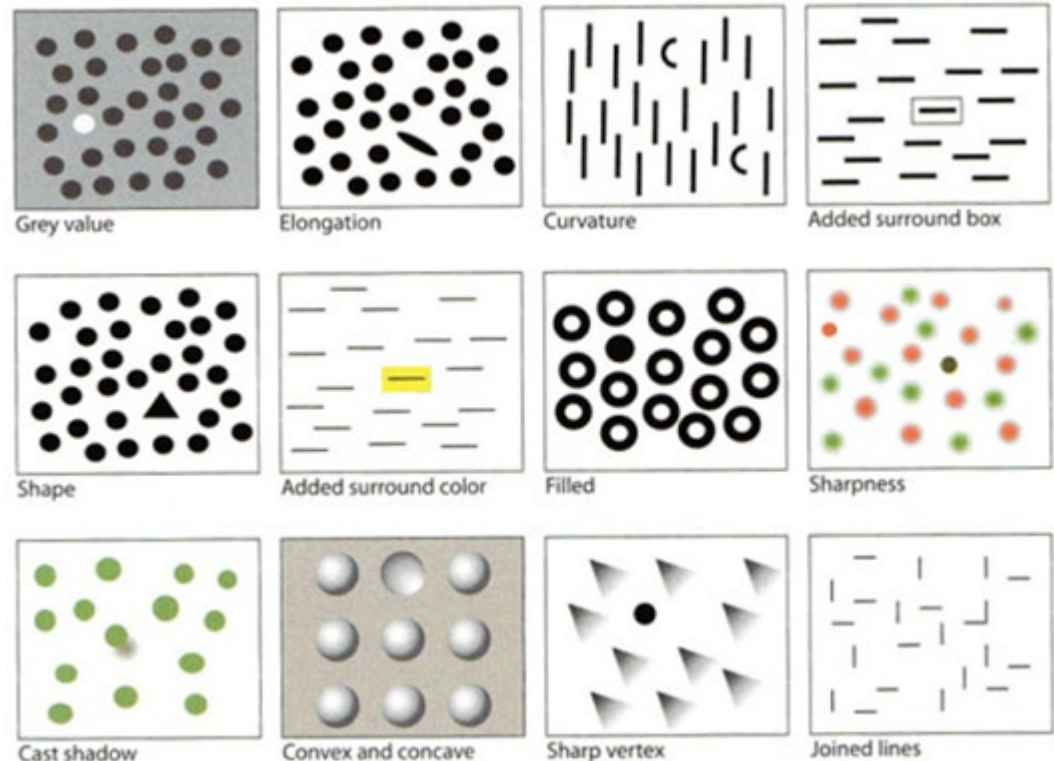 Grey value
Elongation
Curvature
Added surround box
Shape
Added surround color
Filled
Sharpness
Cast shadow
Convex and concave
Sharp vertex
Joined lines